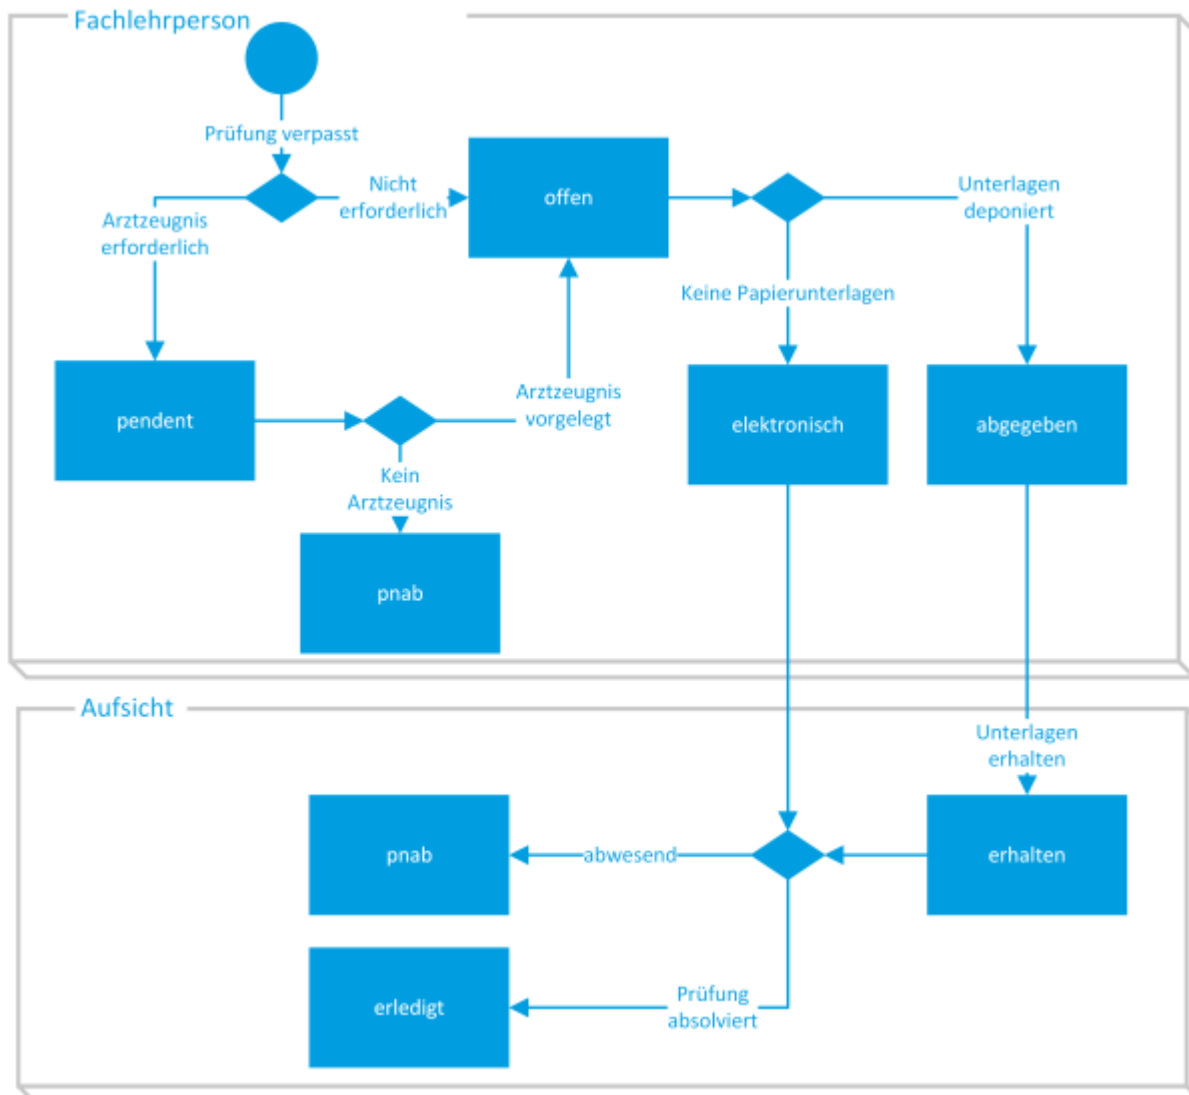 Fachlehrperson
Prüfung verpasst
Nicht
erforderlich
offen
Unterlagen
deponiert
Arztzeugnis
erforderlich
Keine Papierunterlagen
pendent
Arztzeugnis
vorgelegt
elektronisch
abgegeben
Kein
Arztzeugnis
pnab
Aufsicht
Unterlagen
erhalten
pnab
abwesend
erhalten
erledigt
Prüfung
absolviert